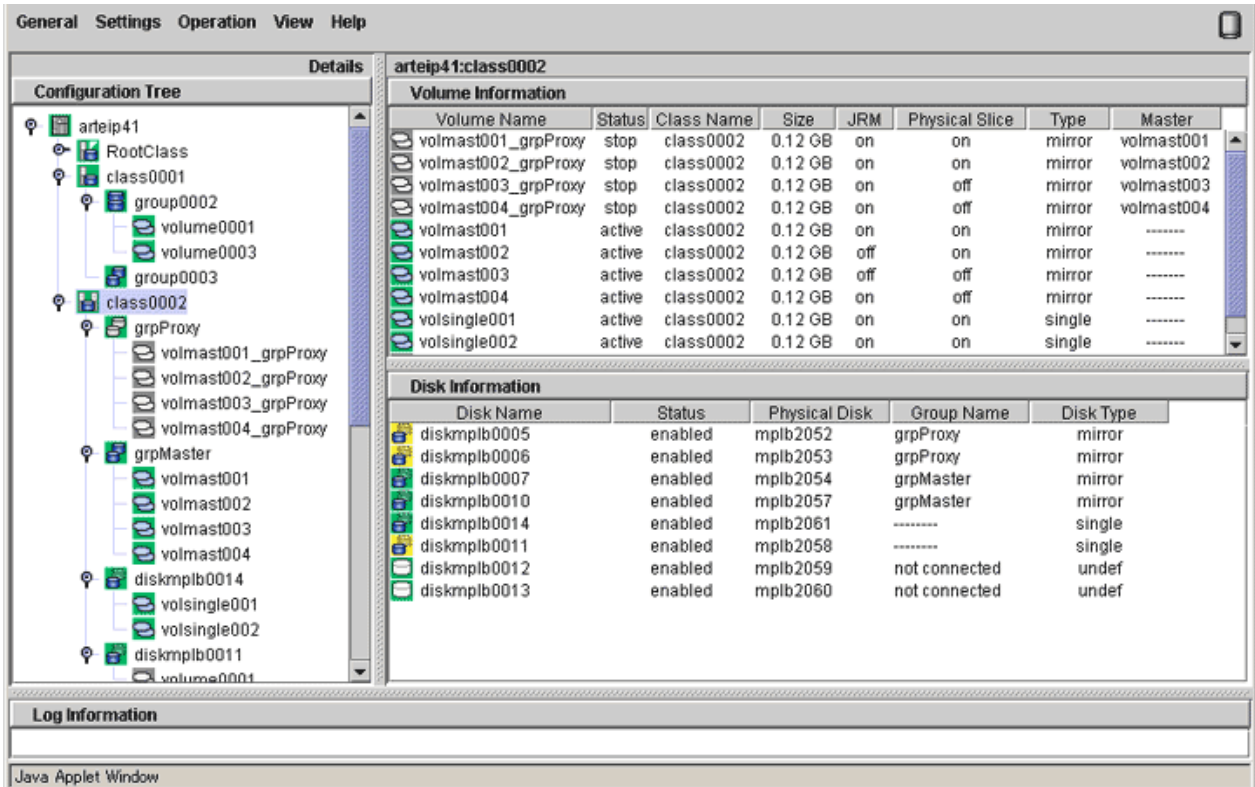 General Settings Operation View Help
Details
Configuration Tree
arteip41
RootClass
class0001
group0002
volume0001
volume0003
group0003
class0002
grpProxy
volmast001_grpProxy
volmast002_grpProxy
volmast003_grpProxy
volmast004_grpProxy
grpMaster
volmast001
volmast002
volmast003
volmast004
diskmplb0014
volsingle001
volsingle002
diskmplb0011
volume0001
arteip41:class0002
Volume Information
Volume Name Status Class Name Size JRM Physical Slice Type Master
volmast001_grpProxy stop class0002 0.12 GB on on mirror volmast001
volmast002_grpProxy stop class0002 0.12 GB on on mirror volmast002
volmast003_grpProxy stop class0002 0.12 GB on off mirror volmast003
volmast004_grpProxy stop class0002 0.12 GB on off mirror volmast004
volmast001 active class0002 0.12 GB on on mirror -------
volmast002 active class0002 0.12 GB off on mirror -------
volmast003 active class0002 0.12 GB off off mirror -------
volmast004 active class0002 0.12 GB on off mirror -------
volsingle001 active class0002 0.12 GB on on single -------
volsingle002 active class0002 0.12 GB on on single -------
Disk Information
Disk Name Status Physical Disk Group Name Disk Type
diskmplb0005 enabled mplb2052 grpProxy mirror
diskmplb0006 enabled mplb2053 grpProxy mirror
diskmplb0007 enabled mplb2054 grpMaster mirror
diskmplb0010 enabled mplb2057 grpMaster mirror
diskmplb0014 enabled mplb2061 -------- single
diskmplb0011 enabled mplb2058 -------- single
diskmplb0012 enabled mplb2059 not connected undef
diskmplb0013 enabled mplb2060 not connected undef
Log Information
Java Applet Window